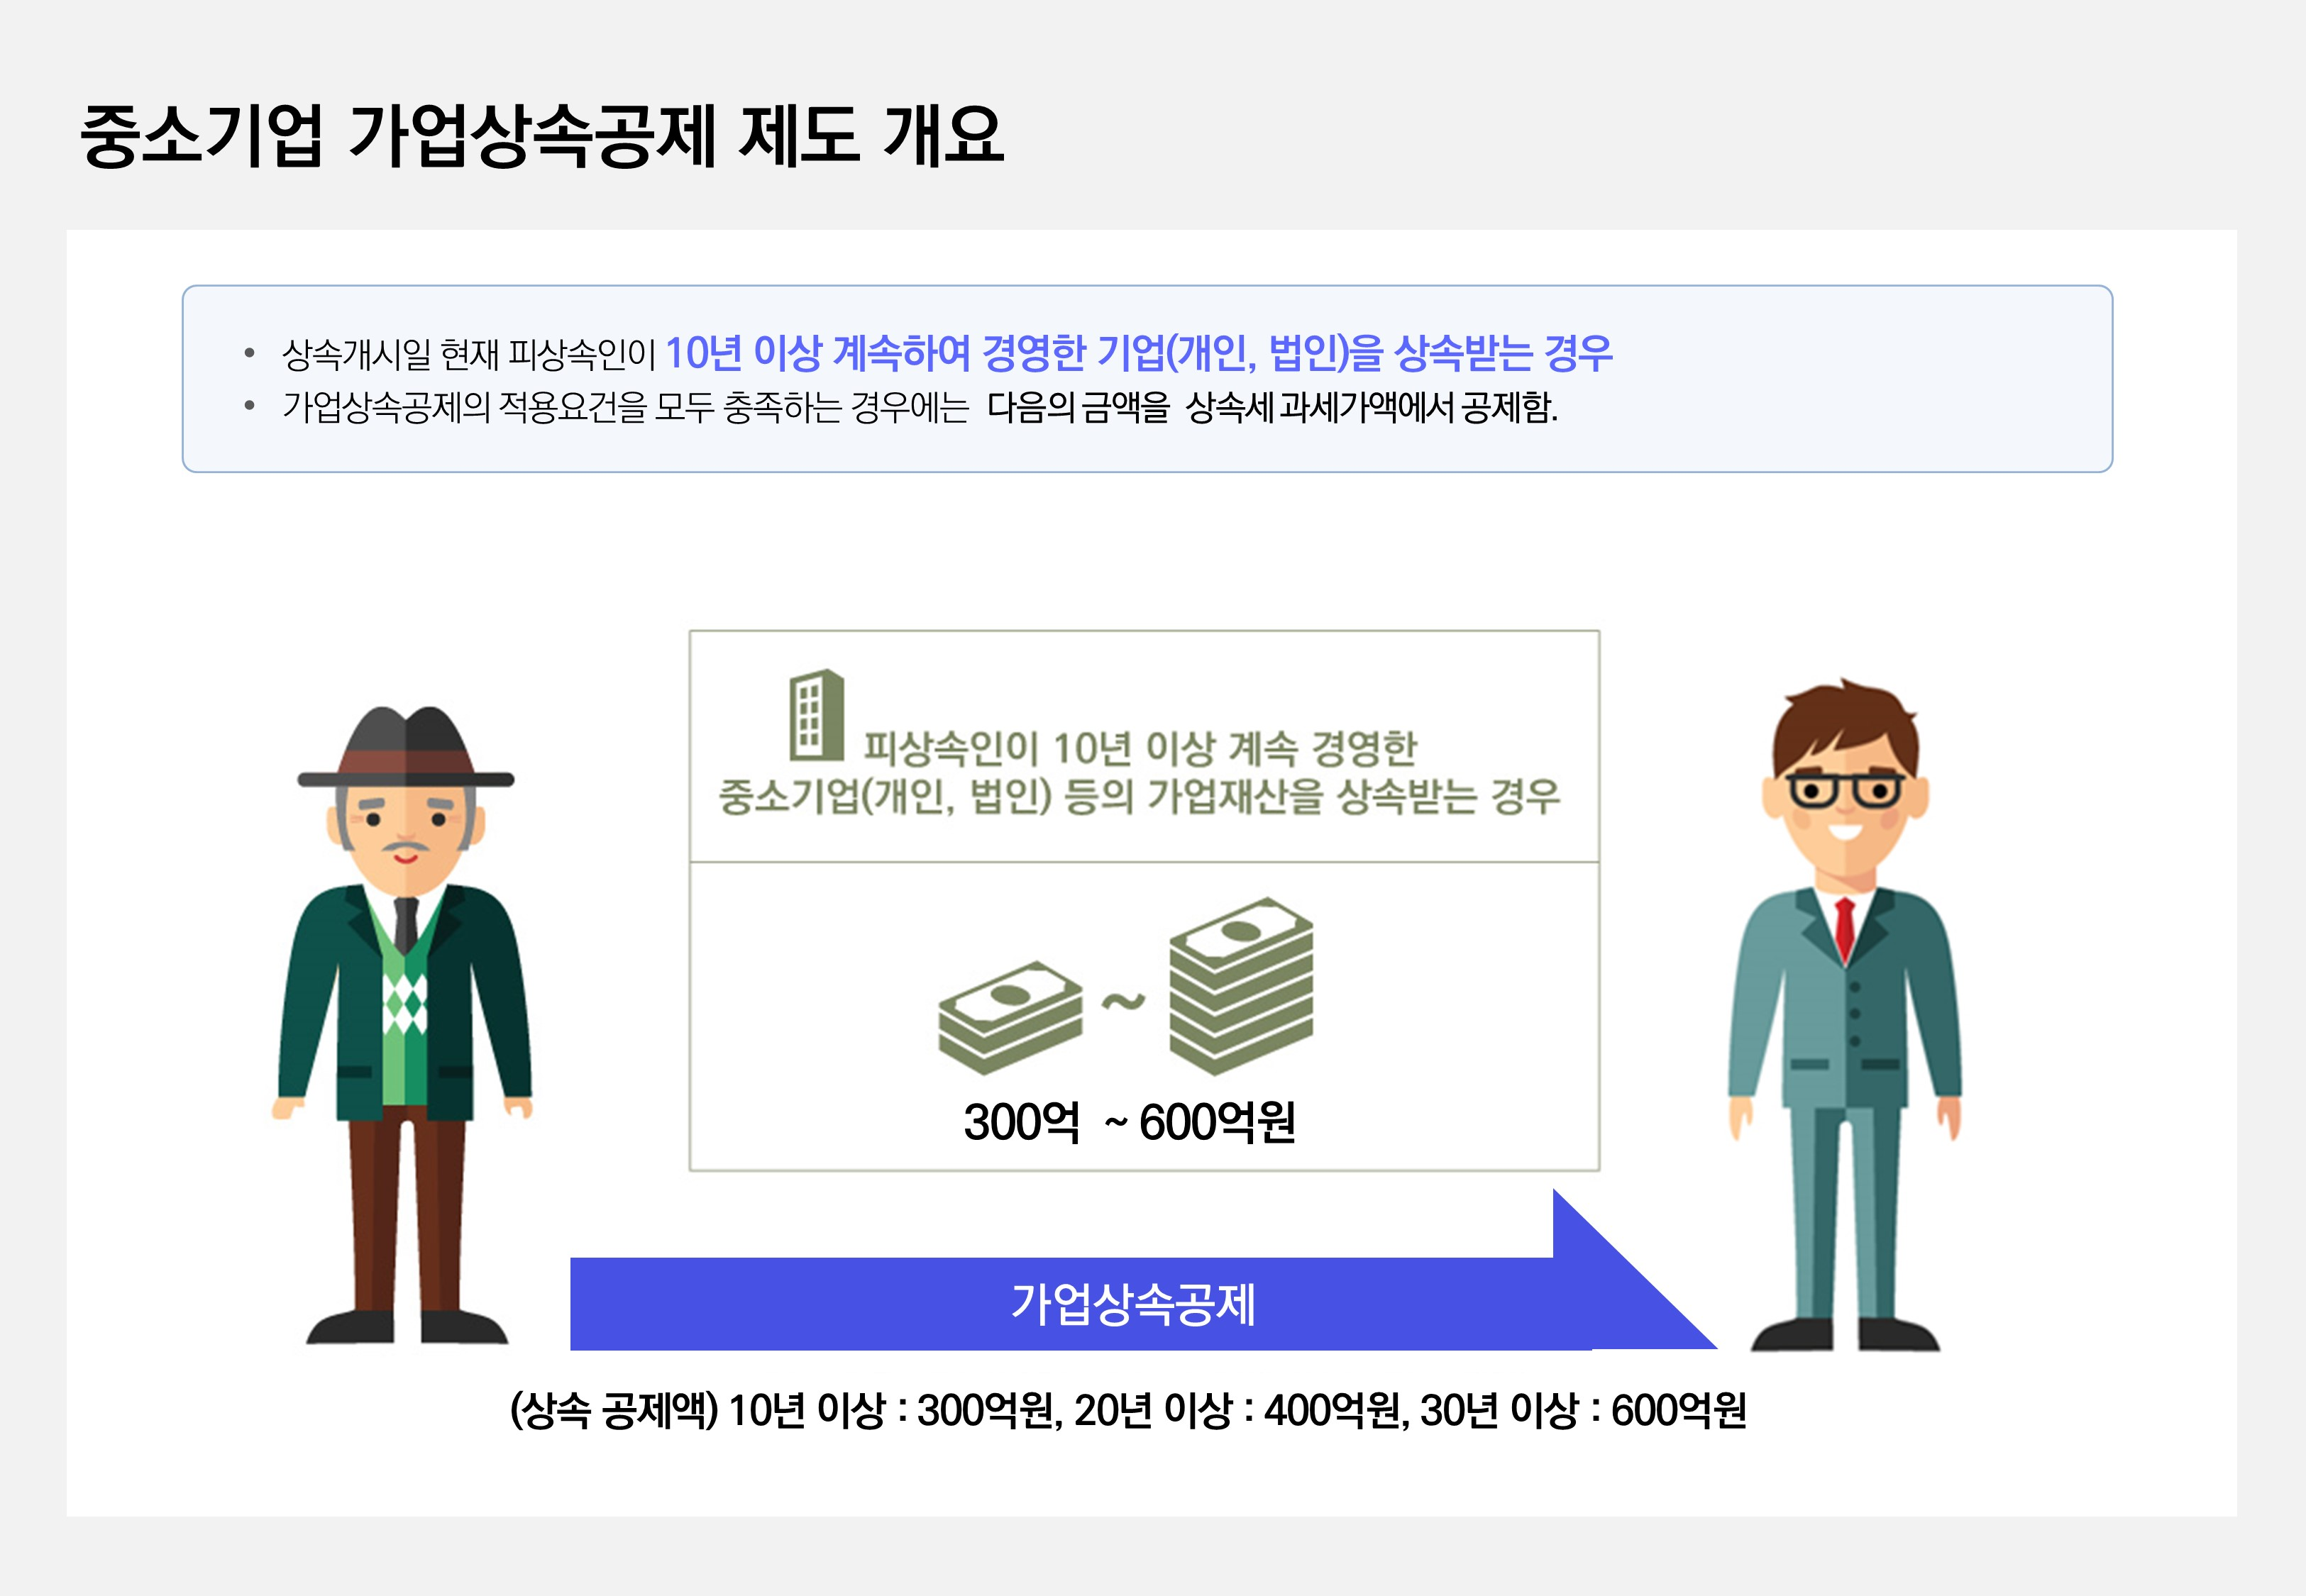 중소기업 가업상속공제 제도 개요
• 상속개시일 현재 피상속인이 10년 이상 계속하여 경영한 기업(개인, 법인)을 상속받는 경우
• 가업상속공제의 적용요건을 모두 충족하는 경우에는 다음의 금액을 상속세 과세가액에서 공제함.
피상속인이 10년 이상 계속 경영한
중소기업(개인, 법인) 등의 가업재산을 상속받는 경우
~
300억 ~ 600억원
가업상속공제
(상속 공제액) 10년 이상 : 300억원, 20년 이상 : 400억원, 30년 이상 : 600억원